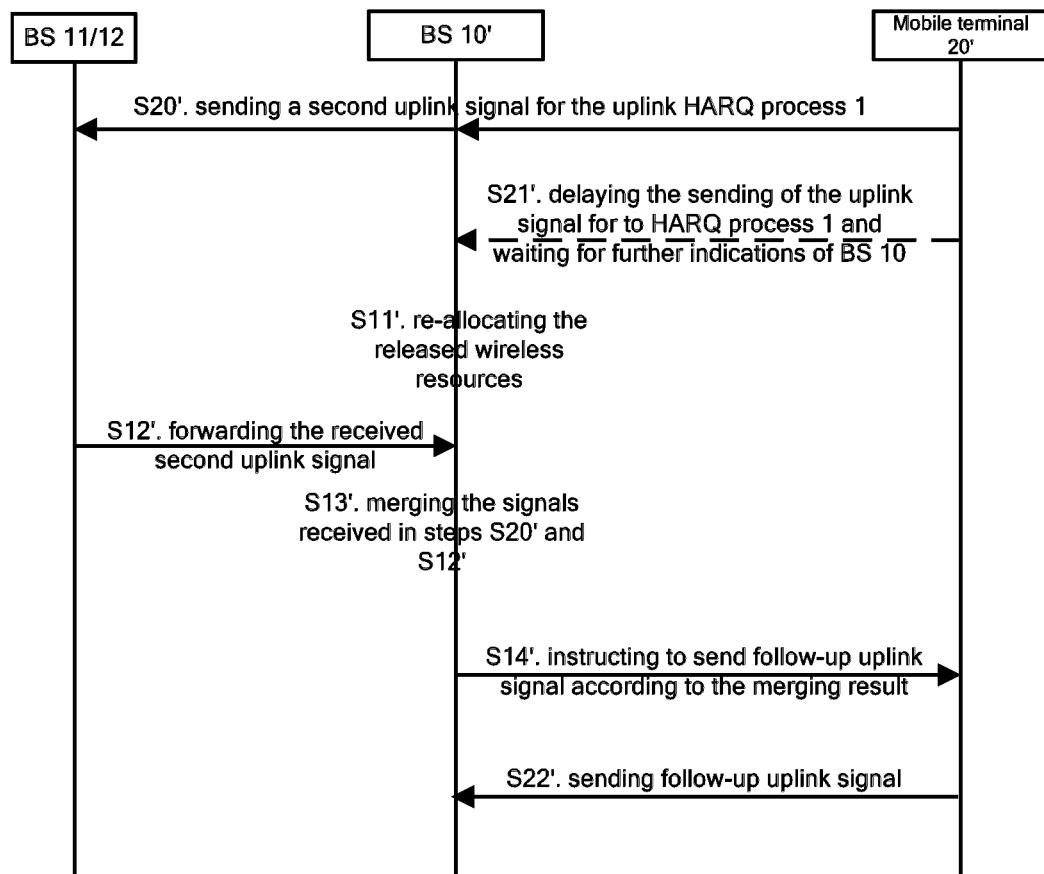 BS 11/12
BS 10'
Mobile terminal
20'
S20'. sending a second uplink signal for the uplink HARQ process 1
S21'. delaying the sending of the uplink
signal for to HARQ process 1 and
waiting for further indications of BS 10
S11'. re-allocating the
released wireless
resources
S12'. forwarding the received
second uplink signal
S13'. merging the signals
received in steps S20' and
S12'
S14'. instructing to send follow-up uplink
signal according to the merging result
S22'. sending follow-up uplink signal